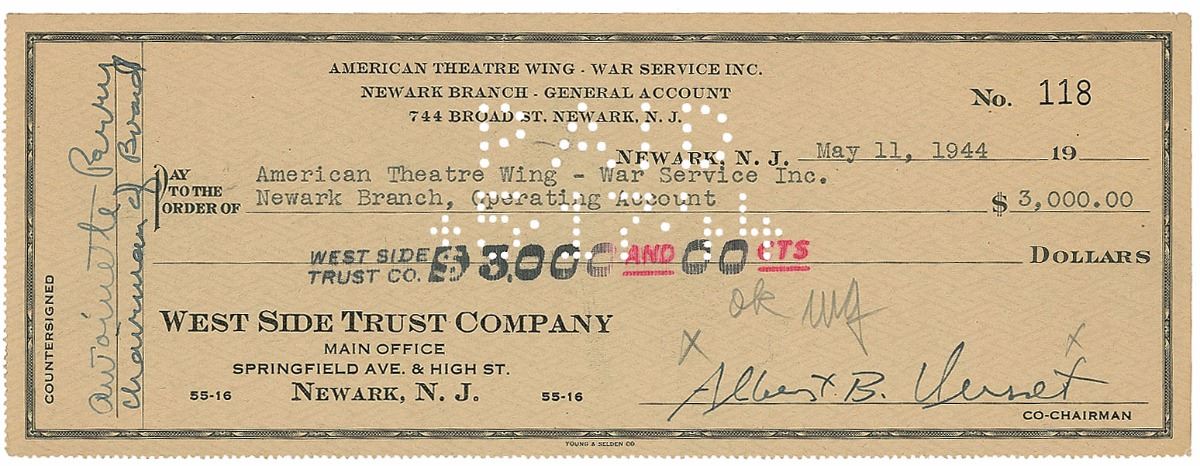 AMERICAN THEATRE WING - WAR SERVICE INC.
NEWARK BRANCH - GENERAL ACCOUNT
744 BROAD ST. NEWARK, N. J.
No. 118
NEWARK, N. J. May 11, 1944 19
PAY TO THE ORDER OF
American Theatre Wing - War Service Inc.
Newark Branch, Operating Account
$ 3,000.00
PAID
WEST SIDE TRUST CO. $3,000 AND 00 CTS
DOLLARS
ok
WEST SIDE TRUST COMPANY
MAIN OFFICE
SPRINGFIELD AVE. & HIGH ST.
55-16 NEWARK, N. J. 55-16
X X
Albert B.
CO-CHAIRMAN
COUNTERSIGNED
Antoinette Perry
Chairman of Board
YOUNG & SELDEN CO